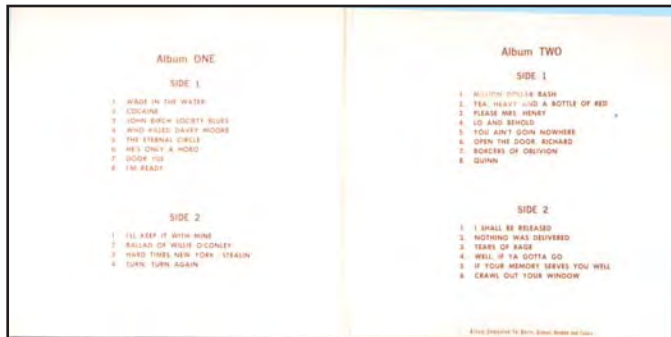 Album ONE
SIDE 1
1. WADE IN THE WATER
2. COCAINE
3. JOHN BIRCH SOCIETY BLUES
4. WHO KILLED DAVEY MOORE
5. THE ETERNAL CIRCLE
6. HE'S ONLY A HOBO
7. DOOR
8. I'M READY
SIDE 2
1. I'LL KEEP IT WITH MINE
2. BALLAD OF WILLIE O'CONLEY
3. HARD TIMES, NEW YORK / STEALIN'
4. TURN, TURN AGAIN
Album TWO
SIDE 1
1. MILLION DOLLAR BASH
2. YEA, HEAVY AND A BOTTLE OF RED
3. PLEASE MRS. HENRY
4. LO AND BEHOLD
5. YOU AIN'T GOIN NOWHERE
6. OPEN THE DOOR, RICHARD
7. BORCERS OF OBLIVION
8. QUINN
SIDE 2
1. I SHALL BE RELEASED
2. NOTHING WAS DELIVERED
3. TEARS OF RAGE
4. WELL, IF YA GOTTA GO
5. IF YOUR MEMORY SERVES YOU WELL
6. CRAWL OUT YOUR WINDOW